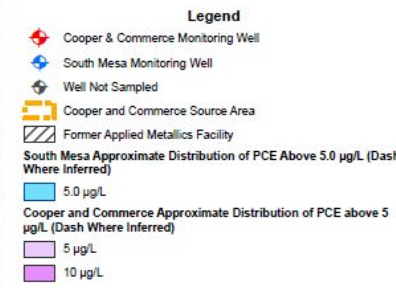 Legend
Cooper & Commerce Monitoring Well
South Mesa Monitoring Well
Well Not Sampled
Cooper and Commerce Source Area
Former Applied Metallics Facility
South Mesa Approximate Distribution of PCE Above 5.0 µg/L (Dash
Where Inferred)
5.0 µg/L
Cooper and Commerce Approximate Distribution of PCE above 5
µg/L (Dash Where Inferred)
5 µg/L
10 µg/L